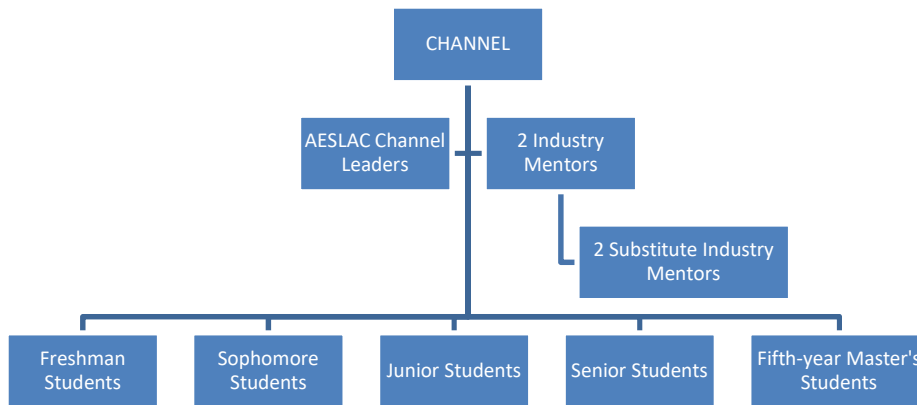 CHANNEL
AESLAC Channel
Leaders
2 Industry
Mentors
2 Substitute Industry
Mentors
Freshman
Students
Sophomore
Students
Junior Students
Senior Students
Fifth-year Master's
Students